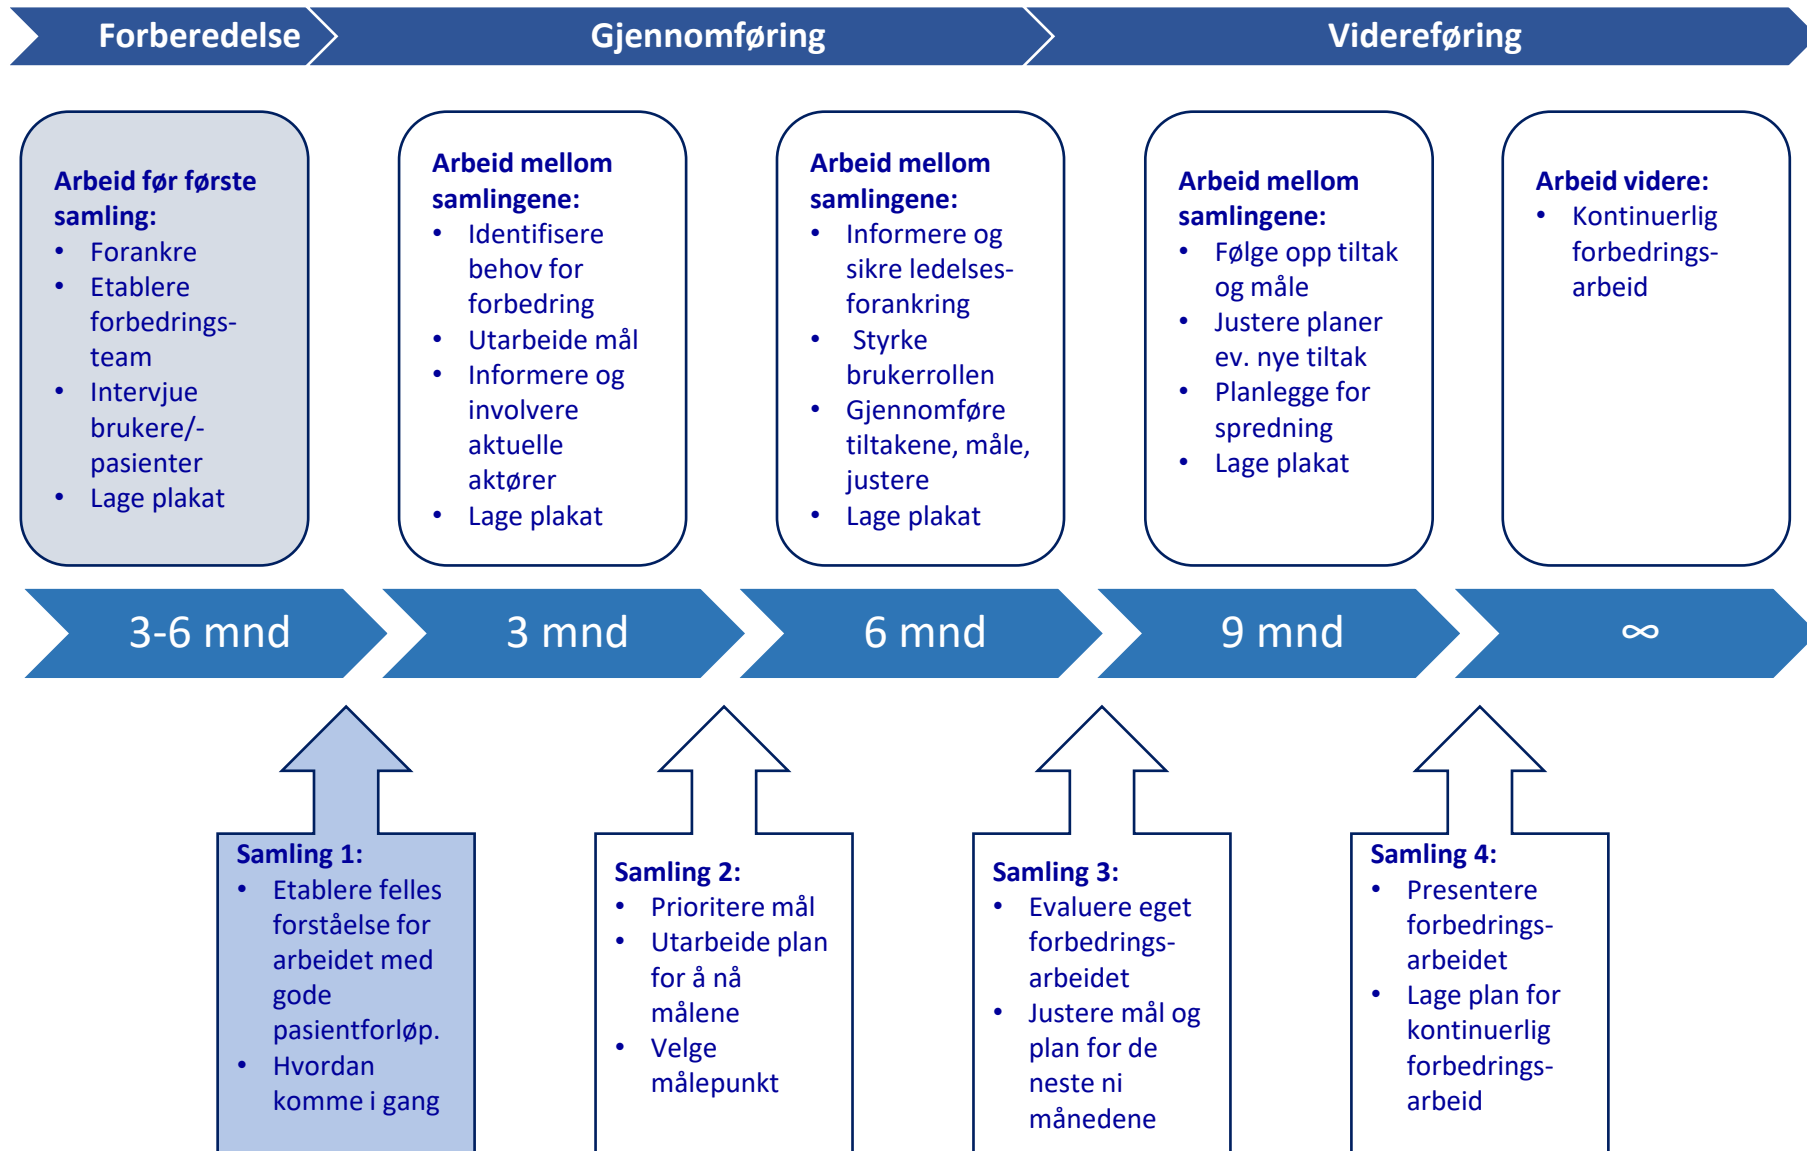 Forberedelse
Gjennomføring
Videreføring
Arbeid før første
samling:
• Forankre
• Etablere
forbedrings-
team
• Intervjue
brukere/-
pasienter
• Lage plakat
Arbeid mellom
samlingene:
• Identifisere
behov for
forbedring
• Utarbeide mål
• Informere og
involvere
aktuelle
aktører
• Lage plakat
Arbeid mellom
samlingene:
• Informere og
sikre ledelses-
forankring
• Styrke
brukerrollen
• Gjennomføre
tiltakene, måle,
justere
• Lage plakat
Arbeid mellom
samlingene:
• Følge opp tiltak
og måle
• Justere planer
ev. nye tiltak
• Planlegge for
spredning
• Lage plakat
Arbeid videre:
• Kontinuerlig
forbedrings-
arbeid
3-6 mnd
3 mnd
6 mnd
9 mnd
∞
Samling 1:
• Etablere felles
forståelse for
arbeidet med
gode
pasientforløp.
• Hvordan
komme i gang
Samling 2:
• Prioritere mål
• Utarbeide plan
for å nå
målene
• Velge
målepunkt
Samling 3:
• Evaluere eget
forbedrings-
arbeidet
• Justere mål og
plan for de
neste ni
månedene
Samling 4:
• Presentere
forbedrings-
arbeidet
• Lage plan for
kontinuerlig
forbedrings-
arbeid